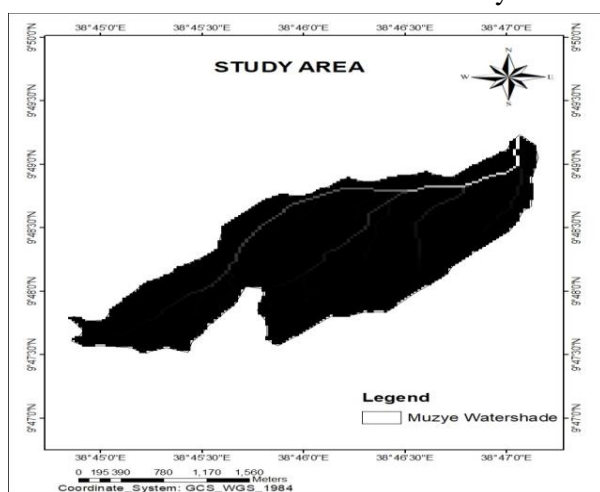 38°45'0"E 38°45'30"E 38°46'0"E 38°46'30"E 38°47'0"E
STUDY AREA
N
W E
S
9°50'0"N 9°50'0"N
9°49'30"N 9°49'30"N
9°49'0"N 9°49'0"N
9°48'30"N 9°48'30"N
9°48'0"N 9°48'0"N
9°47'30"N 9°47'30"N
9°47'0"N 9°47'0"N
Legend
Muzye Watershade
38°45'0"E 38°45'30"E 38°46'0"E 38°46'30"E 38°47'0"E
0 195 390 780 1,170 1,560
Meters
Coordinate_System: GCS_WGS_1984